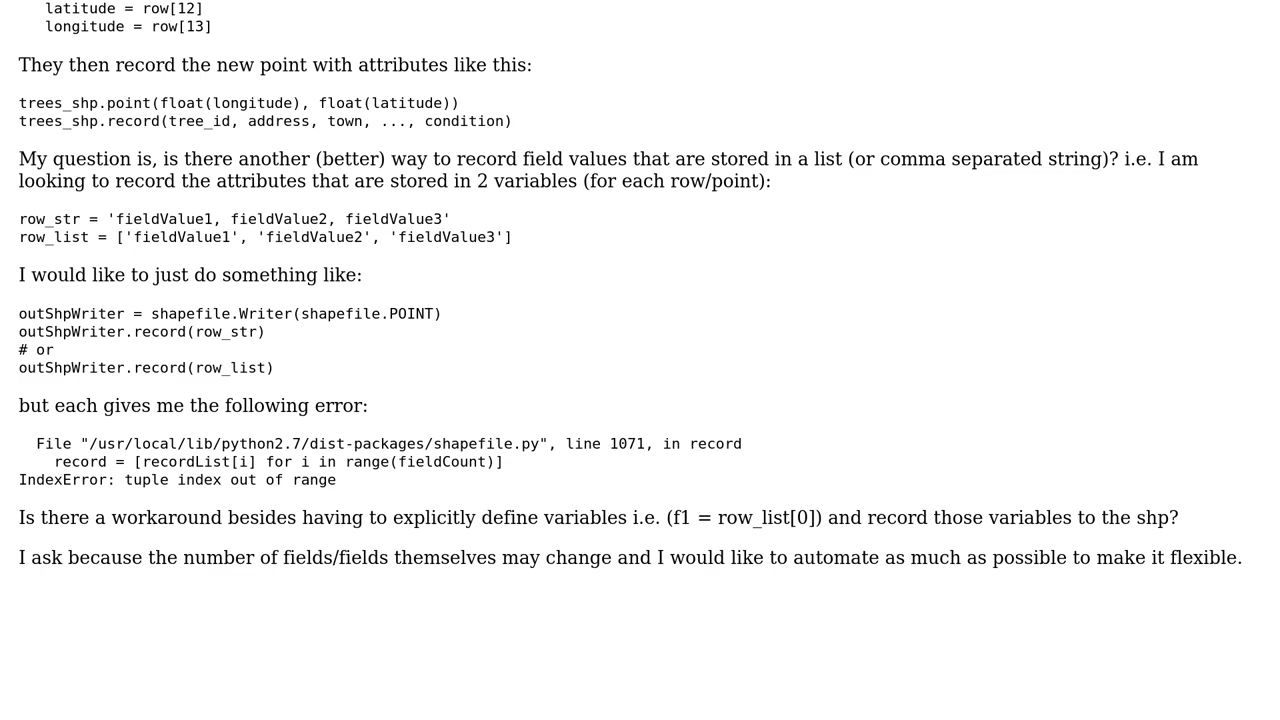 latitude = row[12]
longitude = row[13]
They then record the new point with attributes like this:
trees_shp.point(float(longitude), float(latitude))
trees_shp.record(tree_id, address, town, ..., condition)
My question is, is there another (better) way to record field values that are stored in a list (or comma separated string)? i.e. I am
looking to record the attributes that are stored in 2 variables (for each row/point):
row_str = 'fieldValue1, fieldValue2, fieldValue3'
row_list = ['fieldValue1', 'fieldValue2', 'fieldValue3']
I would like to just do something like:
outShpWriter = shapefile.Writer(shapefile.POINT)
outShpWriter.record(row_str)
# or
outShpWriter.record(row_list)
but each gives me the following error:
File "/usr/local/lib/python2.7/dist-packages/shapefile.py", line 1071, in record
record = [recordList[i] for i in range(fieldCount)]
IndexError: tuple index out of range
Is there a workaround besides having to explicitly define variables i.e. (f1 = row_list[0]) and record those variables to the shp?
I ask because the number of fields/fields themselves may change and I would like to automate as much as possible to make it flexible.